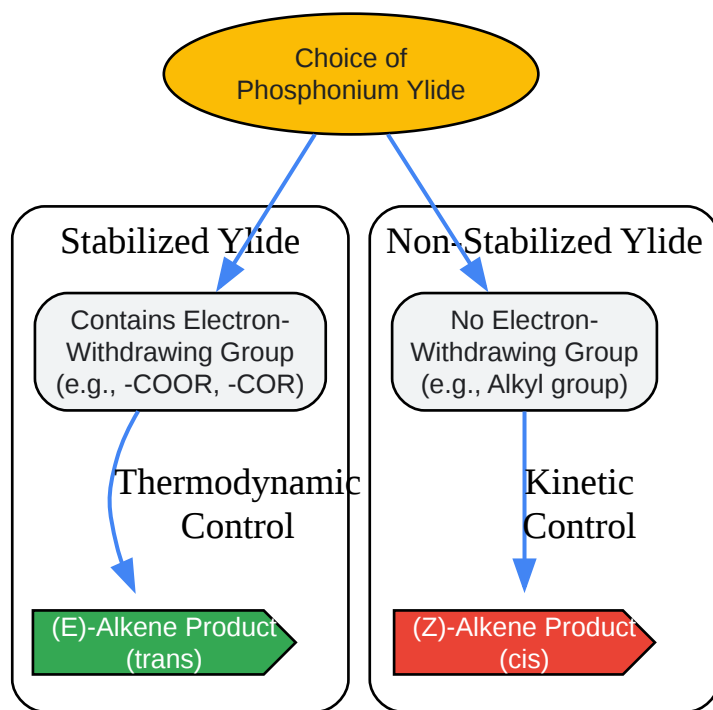 Choice of
Phosphonium Ylide
Stabilized Ylide
Contains Electron-
Withdrawing Group
(e.g., -COOR, -COR)
Thermodynamic
Control
(E)-Alkene Product
(trans)
Non-Stabilized Ylide
No Electron-
Withdrawing Group
(e.g., Alkyl group)
Kinetic
Control
(Z)-Alkene Product
(cis)